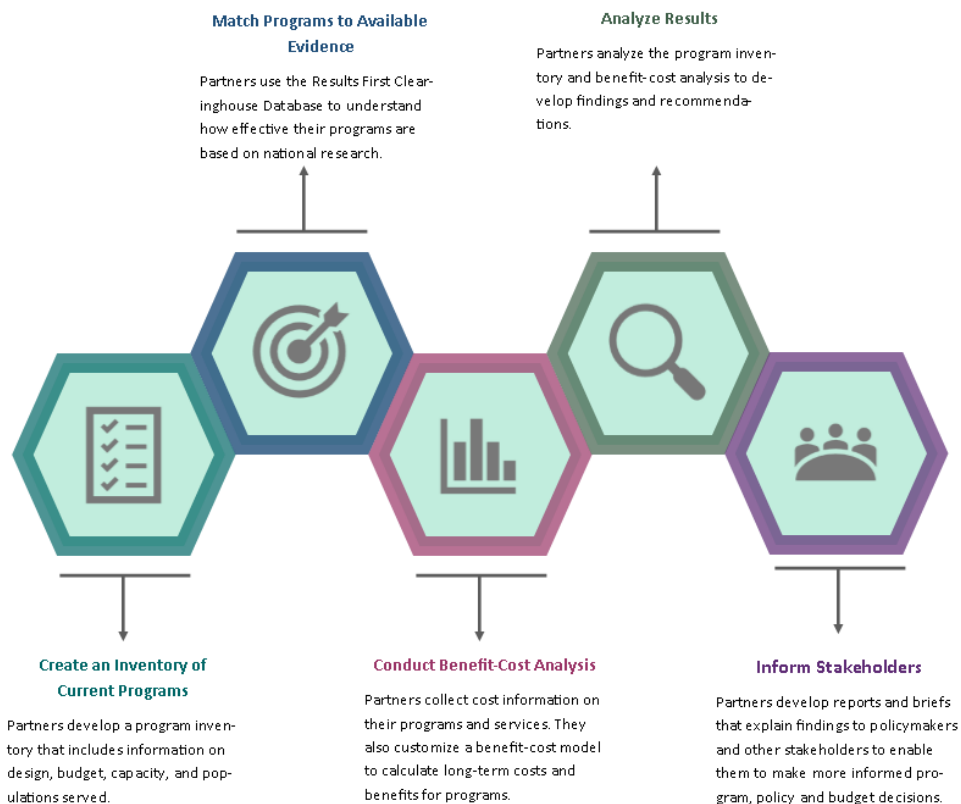 Match Programs to Available
Evidence
Partners use the Results First Clear-
inghouse Database to understand
how effective their programs are
based on national research.
Analyze Results
Partners analyze the program inven-
tory and benefit-cost analysis to de-
velop findings and recommenda-
tions.
Create an Inventory of
Current Programs
Partners develop a program inven-
tory that includes information on
design, budget, capacity, and pop-
ulations served.
Conduct Benefit-Cost Analysis
Partners collect cost information on
their programs and services. They
also customize a benefit-cost model
to calculate long-term costs and
benefits for programs.
Inform Stakeholders
Partners develop reports and briefs
that explain findings to policymakers
and other stakeholders to enable
them to make more informed pro-
gram, policy and budget decisions.